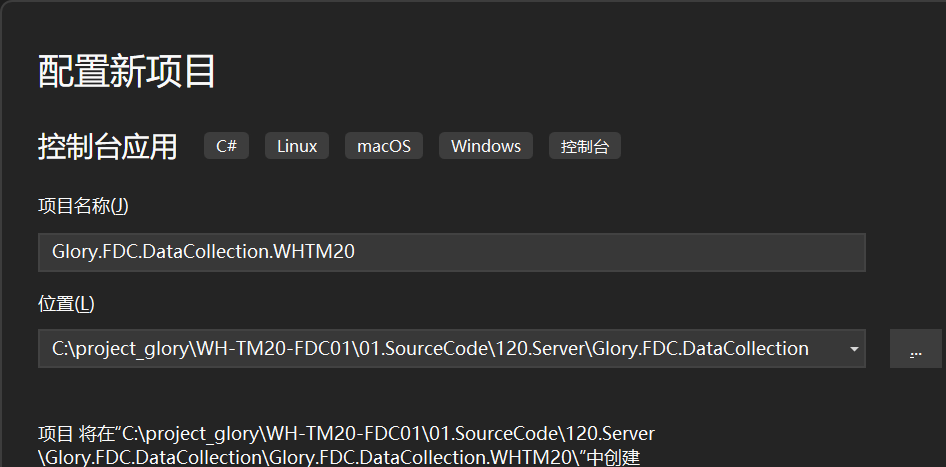 配置新项目
控制台应用 C# Linux macOS Windows 控制台
项目名称(J)
Glory.FDC.DataCollection.WHTM20
位置(L)
C:\project_glory\WH-TM20-FDC01\01.SourceCode\120.Server\Glory.FDC.DataCollection ...
项目 将在“C:\project_glory\WH-TM20-FDC01\01.SourceCode\120.Server
\Glory.FDC.DataCollection\Glory.FDC.DataCollection.WHTM20\”中创建